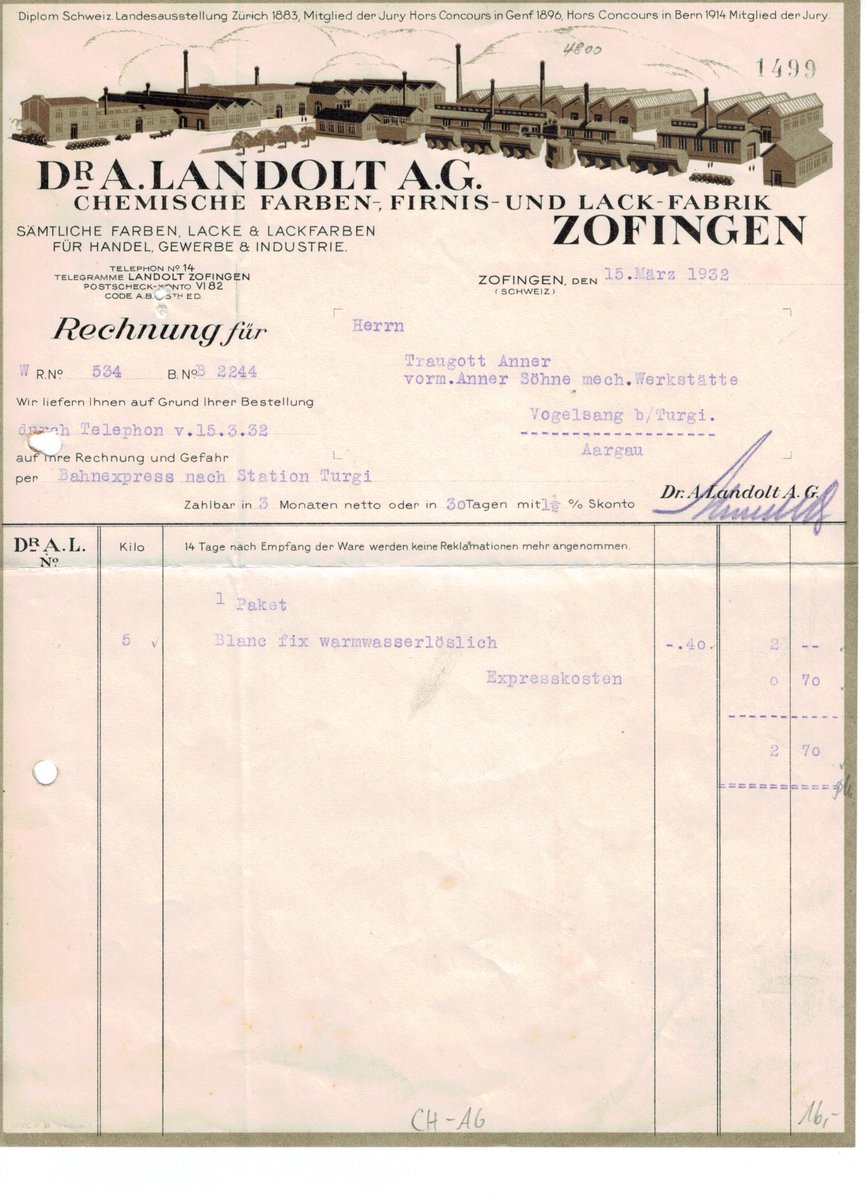 Diplom Schweiz. Landesausstellung Zürich 1883, Mitglied der Jury Hors Concours in Genf 1896, Hors Concours in Bern 1914 Mitglied der Jury.
4800
1499
DR A. LANDOLT A.G.
CHEMISCHE FARBEN-, FIRNIS- UND LACK-FABRIK
SÄMTLICHE FARBEN, LACKE & LACKFARBEN
FÜR HANDEL, GEWERBE & INDUSTRIE.
ZOFINGEN
TELEPHON No 14
TELEGRAMME LANDOLT ZOFINGEN
POSTSCHECK-KONTO VI 82
CODE A.B. 5TH ED.
ZOFINGEN, DEN 15. März 1932
(SCHWEIZ)
Rechnung für
Herrn
Traugott Anner
vorm. Anner Söhne mech. Werkstätte
Vogelsang b/Turgi.
Aargau
W R. No 534 B. No B 2244
Wir liefern Ihnen auf Grund Ihrer Bestellung
durch Telephon v. 15.3.32
auf Ihre Rechnung und Gefahr
per Bahnexpress nach Station Turgi
Zahlbar in 3 Monaten netto oder in 30 Tagen mit 1½ % Skonto
Dr. A. Landolt A. G.
DR A. L. No Kilo 14 Tage nach Empfang der Ware werden keine Reklamationen mehr angenommen.
1 Paket
5 Blanc fix warmwasserlöslich -.40. 2 --
Expresskosten 0 70
2 70
CH-AG
16,-